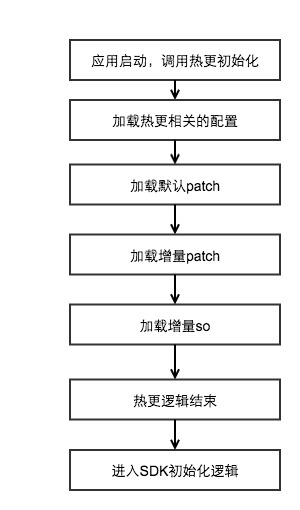 应用启动，调用热更初始化
加载热更相关的配置
加载默认patch
加载增量patch
加载增量so
热更逻辑结束
进入SDK初始化逻辑